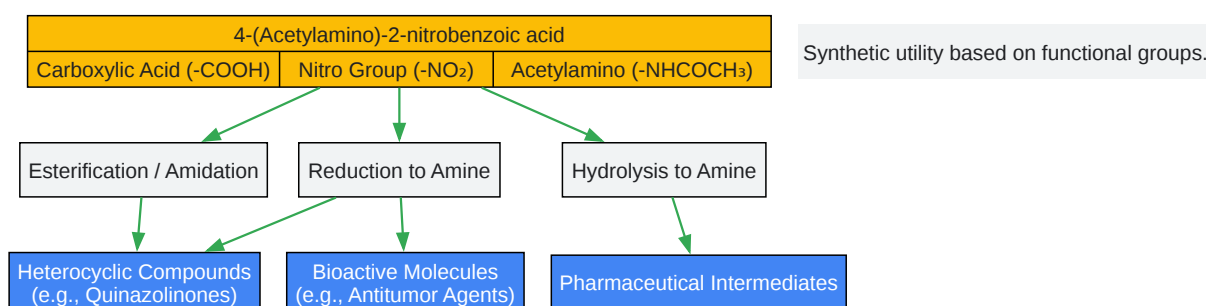 4-(Acetylamino)-2-nitrobenzoic acid
Carboxylic Acid (-COOH)
Nitro Group (-NO₂)
Acetylamino (-NHCOCH₃)
Synthetic utility based on functional groups.
Esterification / Amidation
Reduction to Amine
Hydrolysis to Amine
Heterocyclic Compounds
(e.g., Quinazolinones)
Bioactive Molecules
(e.g., Antitumor Agents)
Pharmaceutical Intermediates